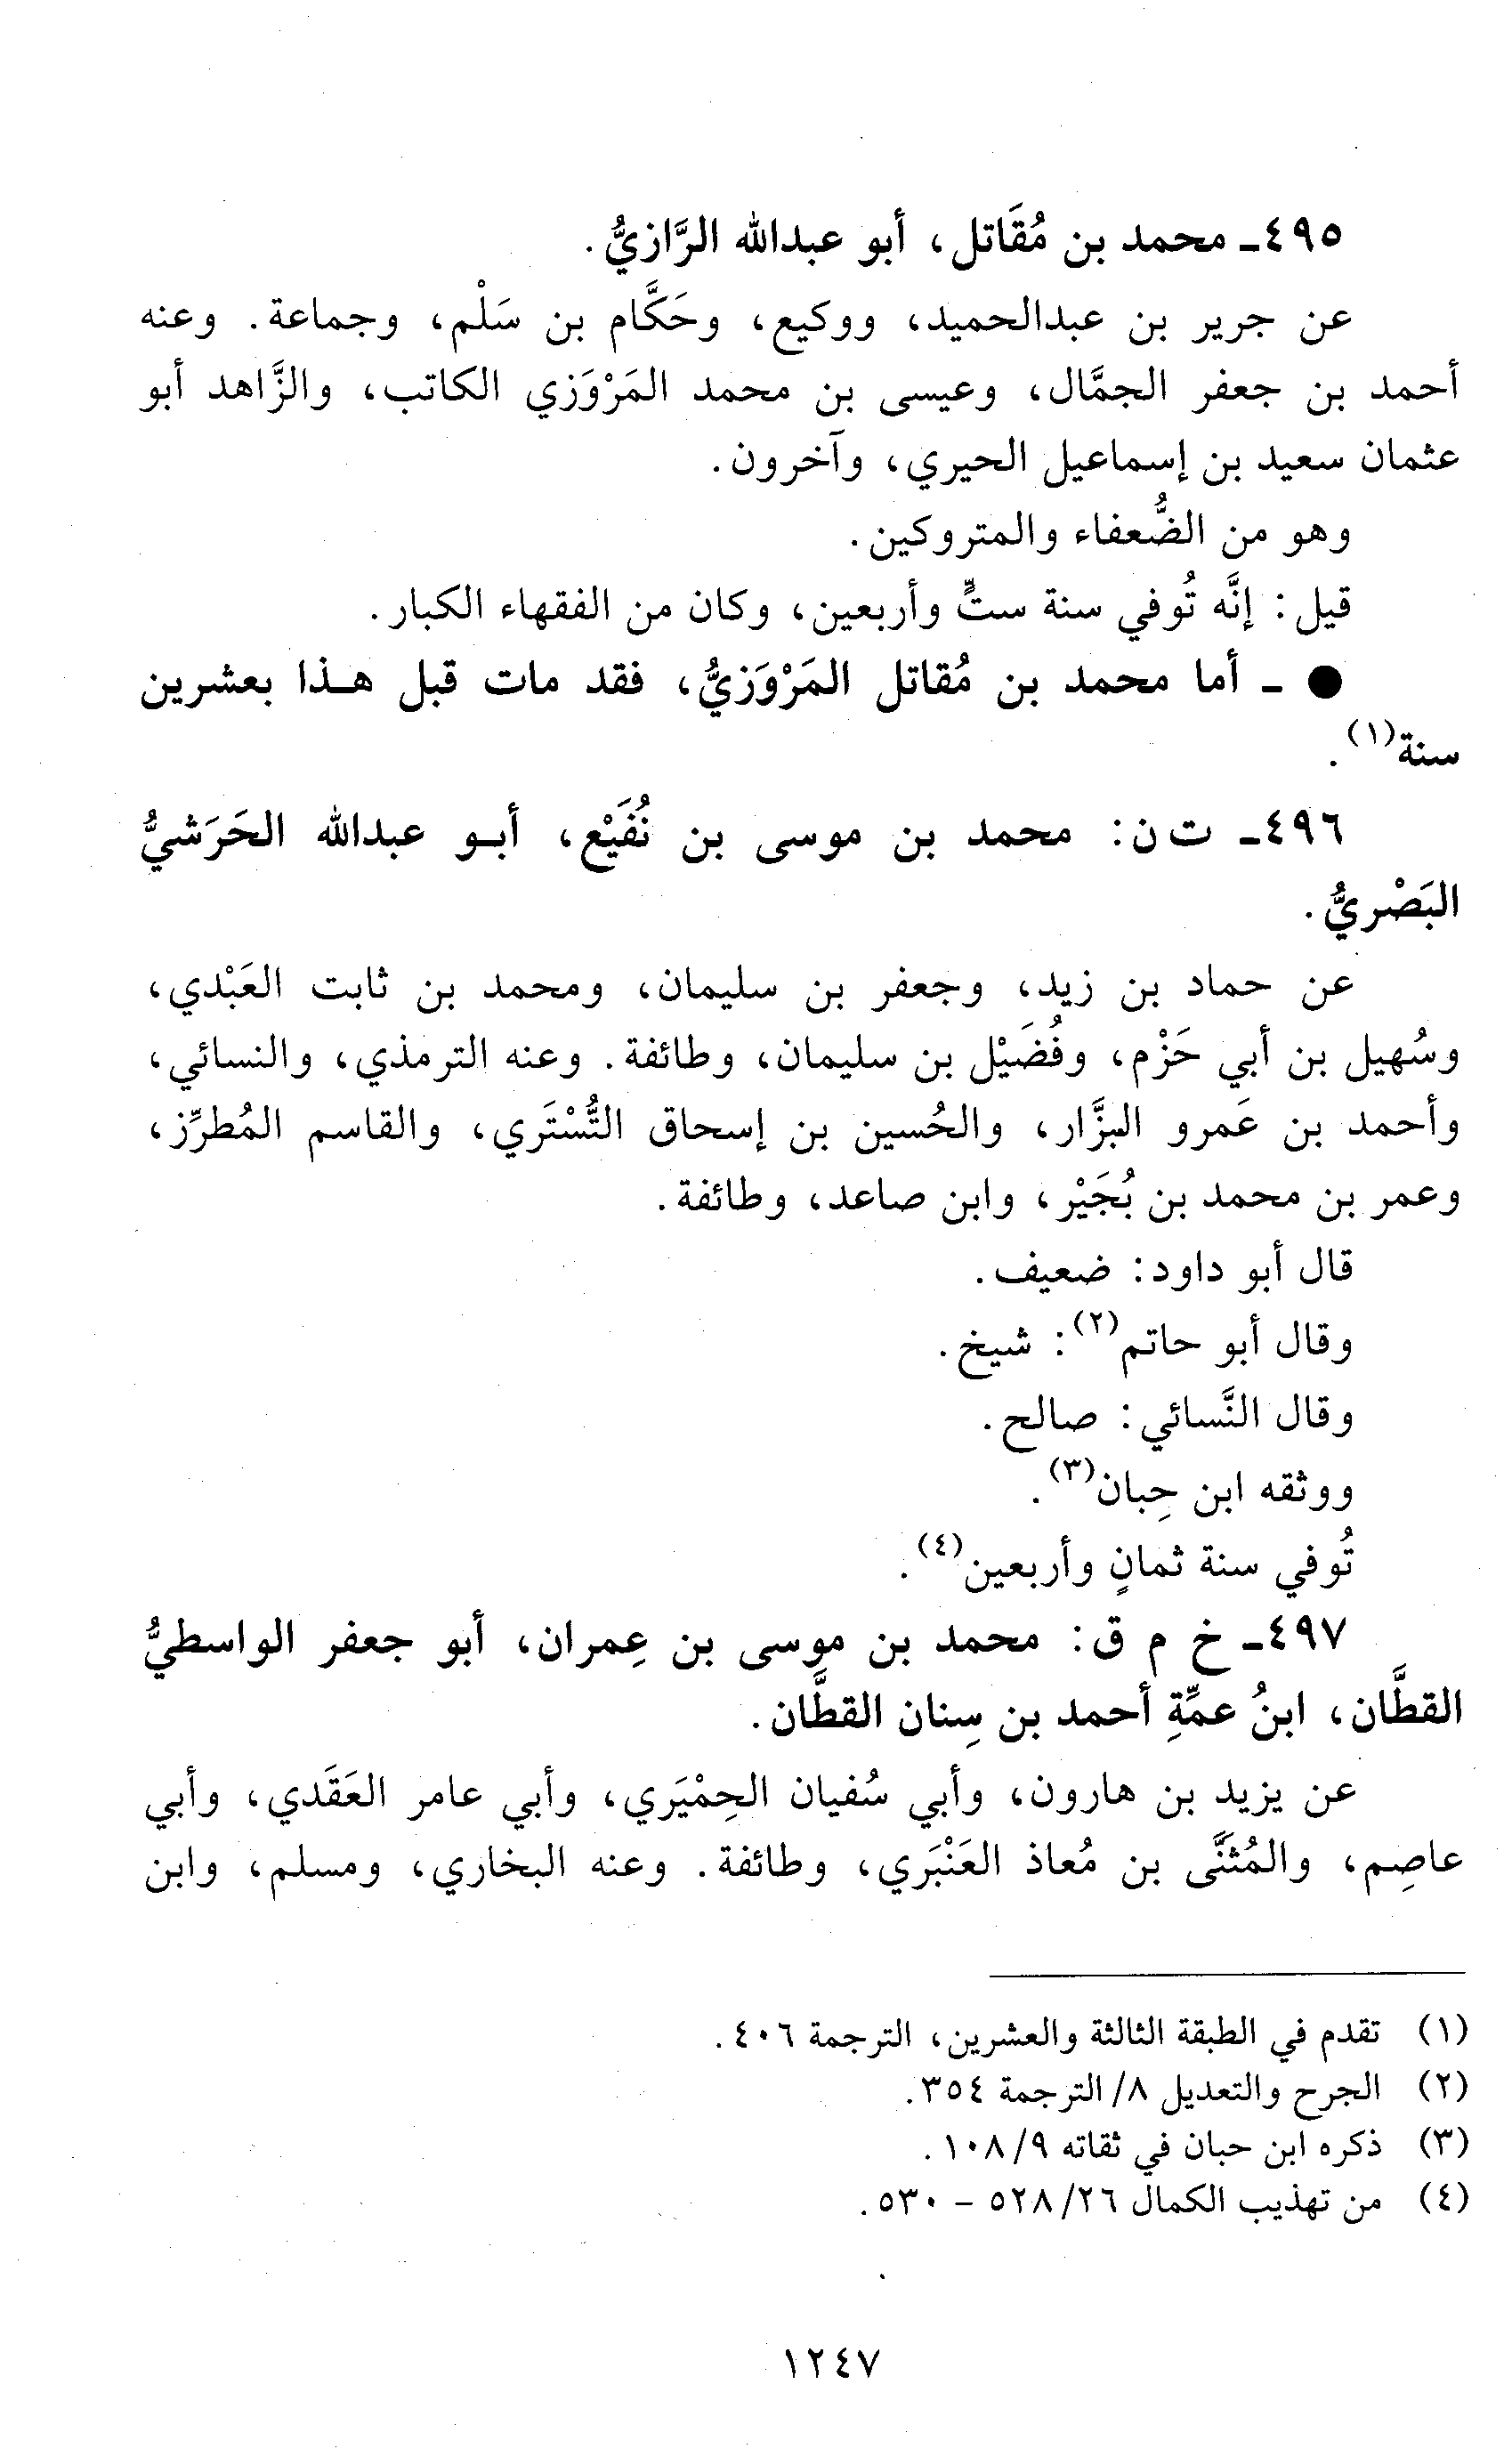 ٤٩٥ـ محمد بن مُقَاتل، أبو عبدالله الرَّازيُّ.
عن جرير بن عبدالحميد، ووكيع، وحَكَّام بن سَلْم، وجماعة. وعنه
أحمد بن جعفر الجمَّال، وعيسى بن محمد المَرْوَزي الكاتب، والزَّاهد أبو
عثمان سعيد بن إسماعيل الحيري، وآخرون.
وهو من الضُّعفاء والمتروكين.
قيل: إنَّه تُوفي سنة ستٍّ وأربعين، وكان من الفقهاء الكبار.
● ـ أما محمد بن مُقاتل المَرْوَزيُّ، فقد مات قبل هـذا بعشرين
سنة(١).
٤٩٦ـ ت ن: محمد بن موسى بن نُفَيْع، أبـو عبدالله الحَرَشيُّ
البَصْريُّ.
عن حماد بن زيد، وجعفر بن سليمان، ومحمد بن ثابت العَبْدي،
وسُهيل بن أبي حَزْم، وفُضَيْل بن سليمان، وطائفة. وعنه الترمذي، والنسائي،
وأحمد بن عَمرو البزَّار، والحُسين بن إسحاق التُّسْتَري، والقاسم المُطرِّز،
وعمر بن محمد بن بُجَيْر، وابن صاعد، وطائفة.
قال أبو داود: ضعيف.
وقال أبو حاتم(٢): شيخ.
وقال النَّسائي: صالح.
ووثقه ابن حِبان(٣).
تُوفي سنة ثمانٍ وأربعين(٤).
٤٩٧ـ خ م ق: محمد بن موسى بن عِمران، أبو جعفر الواسطيُّ
القطَّان، ابنُ عمِّةِ أحمد بن سِنان القطَّان.
عن يزيد بن هارون، وأبي سُفيان الحِمْيَري، وأبي عامر العَقَدي، وأبي
عاصِم، والمُثنَّى بن مُعاذ العَنْبَري، وطائفة. وعنه البخاري، ومسلم، وابن
(١) تقدم في الطبقة الثالثة والعشرين، الترجمة ٤٠٦.
(٢) الجرح والتعديل ٨/ الترجمة ٣٥٤.
(٣) ذكره ابن حبان في ثقاته ٩/ ١٠٨.
(٤) من تهذيب الكمال ٢٦/ ٥٢٨ - ٥٣٠.
١٢٤٧